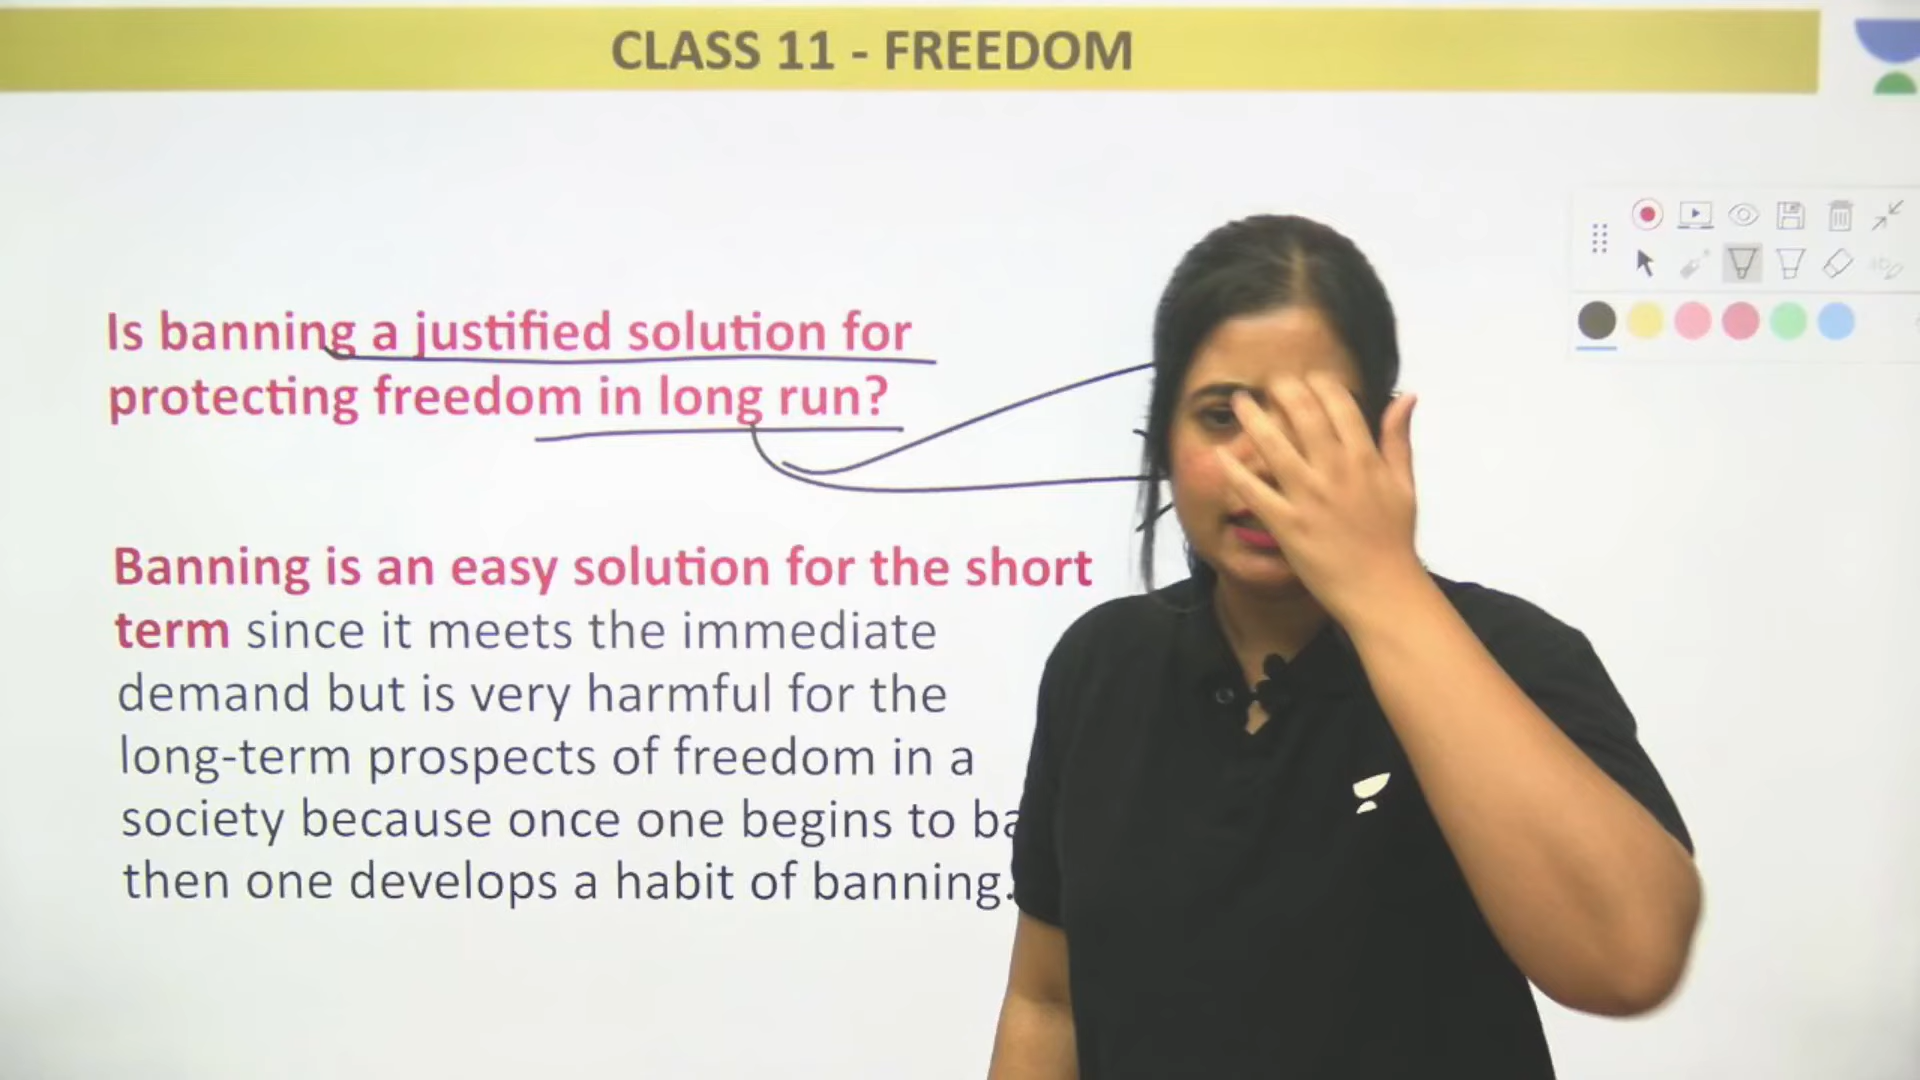 CLASS 11 - FREEDOM
Is banning a justified solution for
protecting freedom in long run?
Banning is an easy solution for the short
term since it meets the immediate
demand but is very harmful for the
long-term prospects of freedom in a
society because once one begins to
then one develops a habit of banning.